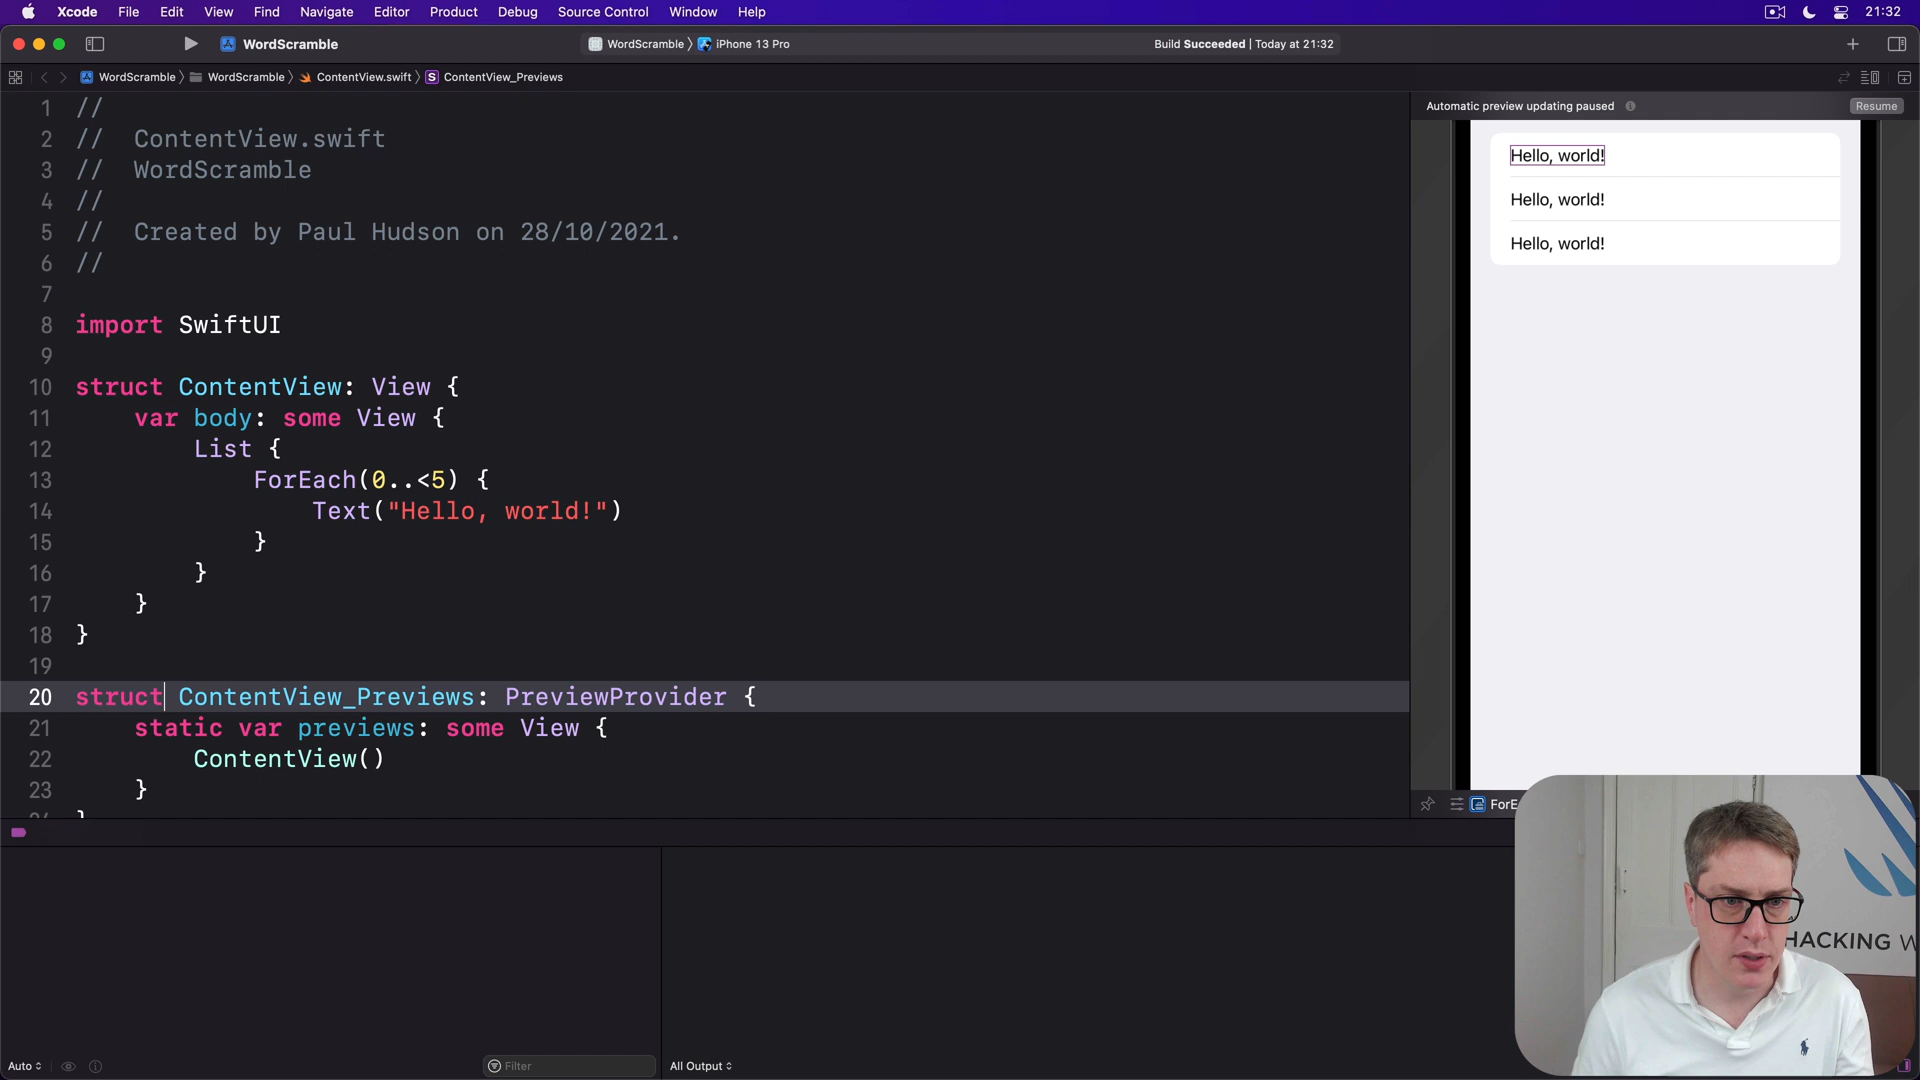 Xcode File Edit View Find Navigate Editor Product Debug Source Control Window Help 21:32
WordScramble WordScramble iPhone 13 Pro Build Succeeded | Today at 21:32
WordScramble WordScramble ContentView.swift S ContentView_Previews
Automatic preview updating paused Resume
1 //
2 // ContentView.swift
3 // WordScramble
4 //
5 // Created by Paul Hudson on 28/10/2021.
6 //
7
8 import SwiftUI
9
10 struct ContentView: View {
11 var body: some View {
12 List {
13 ForEach(0..<5) {
14 Text("Hello, world!")
15 }
16 }
17 }
18 }
19
20 struct ContentView_Previews: PreviewProvider {
21 static var previews: some View {
22 ContentView()
23 }
24 }
Hello, world!
Hello, world!
Hello, world!
ForE
HACKING W
Auto Filter All Output